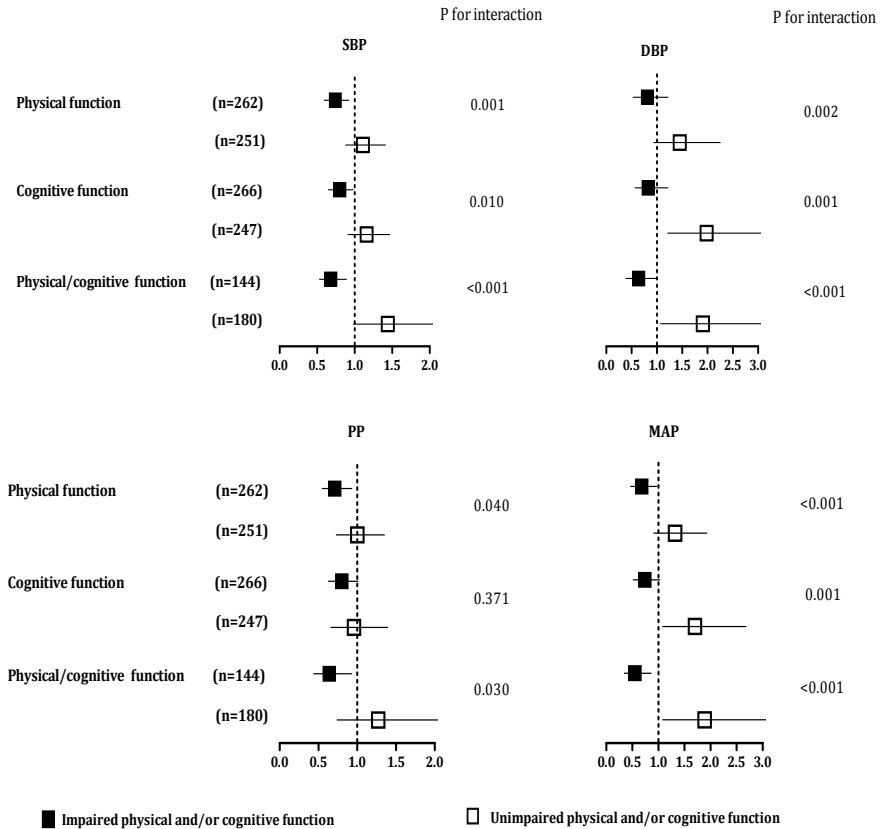 P for interaction P for interaction
SBP DBP
Physical function (n=262) 0.001 0.002
(n=251)
Cognitive function (n=266) 0.010 0.001
(n=247)
Physical/cognitive function (n=144) <0.001 <0.001
(n=180)
0.0 0.5 1.0 1.5 2.0 0.0 0.5 1.0 1.5 2.0 2.5 3.0
PP MAP
Physical function (n=262) 0.040 <0.001
(n=251)
Cognitive function (n=266) 0.371 0.001
(n=247)
Physical/cognitive function (n=144) 0.030 <0.001
(n=180)
0.0 0.5 1.0 1.5 2.0 0.0 0.5 1.0 1.5 2.0 2.5 3.0
Impaired physical and/or cognitive function Unimpaired physical and/or cognitive function